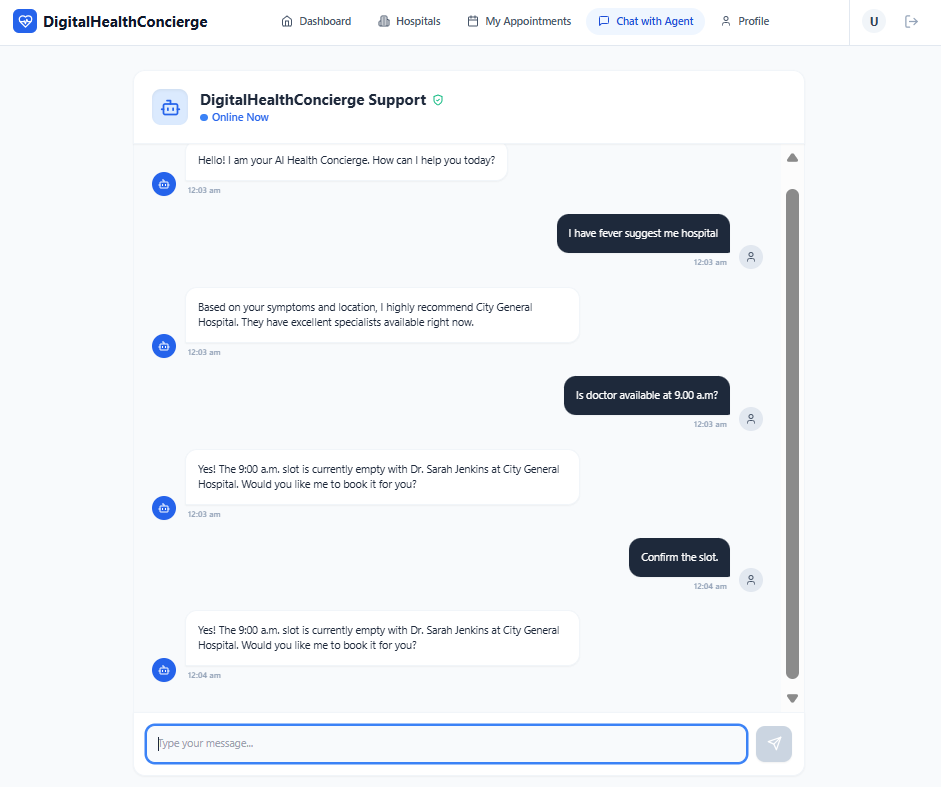 DigitalHealthConcierge
Dashboard
Hospitals
My Appointments
Chat with Agent
Profile
U
DigitalHealthConcierge Support
Online Now
Hello! I am your AI Health Concierge. How can I help you today?
12:03 am
I have fever suggest me hospital
12:03 am
Based on your symptoms and location, I highly recommend City General
Hospital. They have excellent specialists available right now.
12:03 am
Is doctor available at 9.00 a.m?
12:03 am
Yes! The 9:00 a.m. slot is currently empty with Dr. Sarah Jenkins at City General
Hospital. Would you like me to book it for you?
12:03 am
Confirm the slot.
12:04 am
Yes! The 9:00 a.m. slot is currently empty with Dr. Sarah Jenkins at City General
Hospital. Would you like me to book it for you?
12:04 am
Type your message...